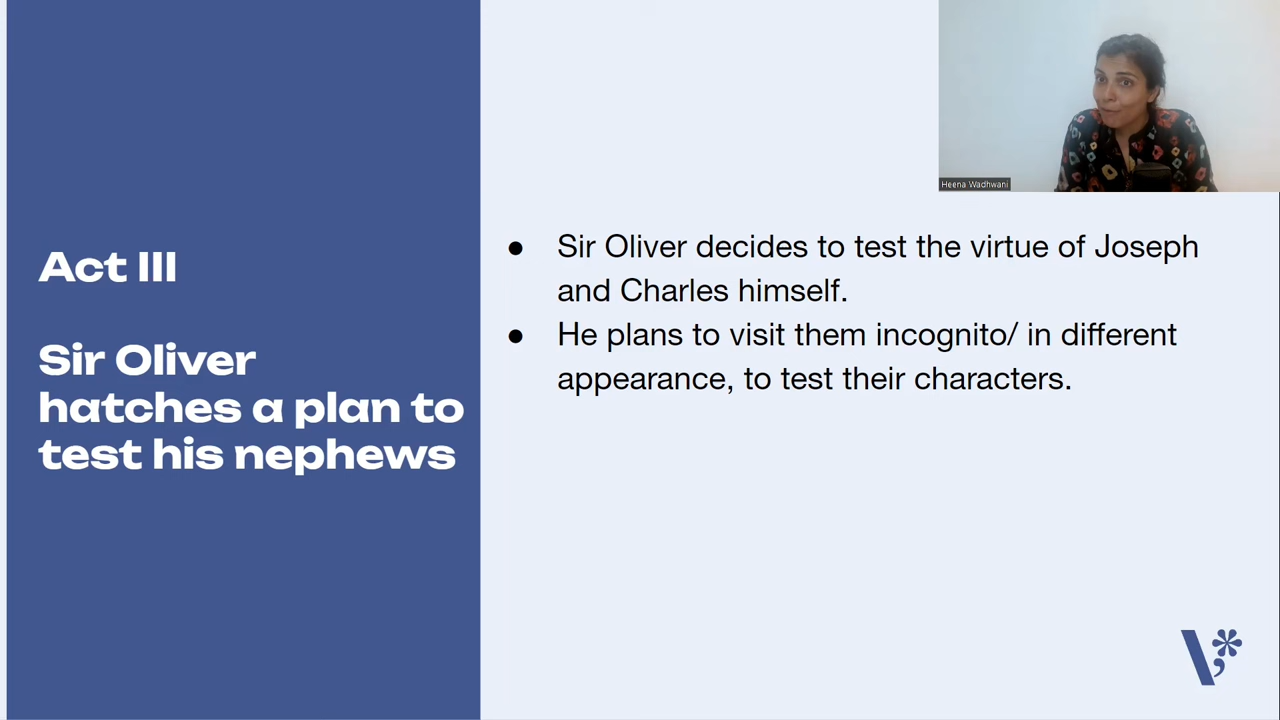 Heena Wadhwani
Act III
Sir Oliver
hatches a plan to
test his nephews
● Sir Oliver decides to test the virtue of Joseph
and Charles himself.
● He plans to visit them incognito/ in different
appearance, to test their characters.